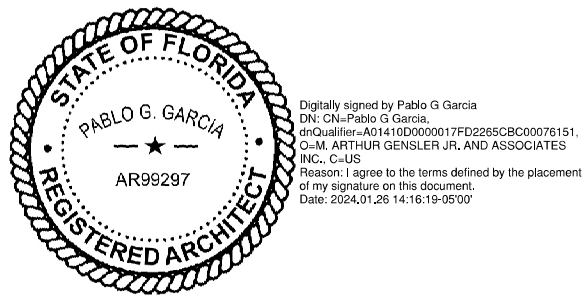 STATE OF FLORIDA
PABLO G. GARCIA
AR99297
REGISTERED ARCHITECT
Digitally signed by Pablo G Garcia
DN: CN=Pablo G Garcia,
dnQualifier=A01410D0000017FD2265CBC00076151,
O=M. ARTHUR GENSLER JR. AND ASSOCIATES
INC., C=US
Reason: I agree to the terms defined by the placement
of my signature on this document.
Date: 2024.01.26 14:16:19-05'00'